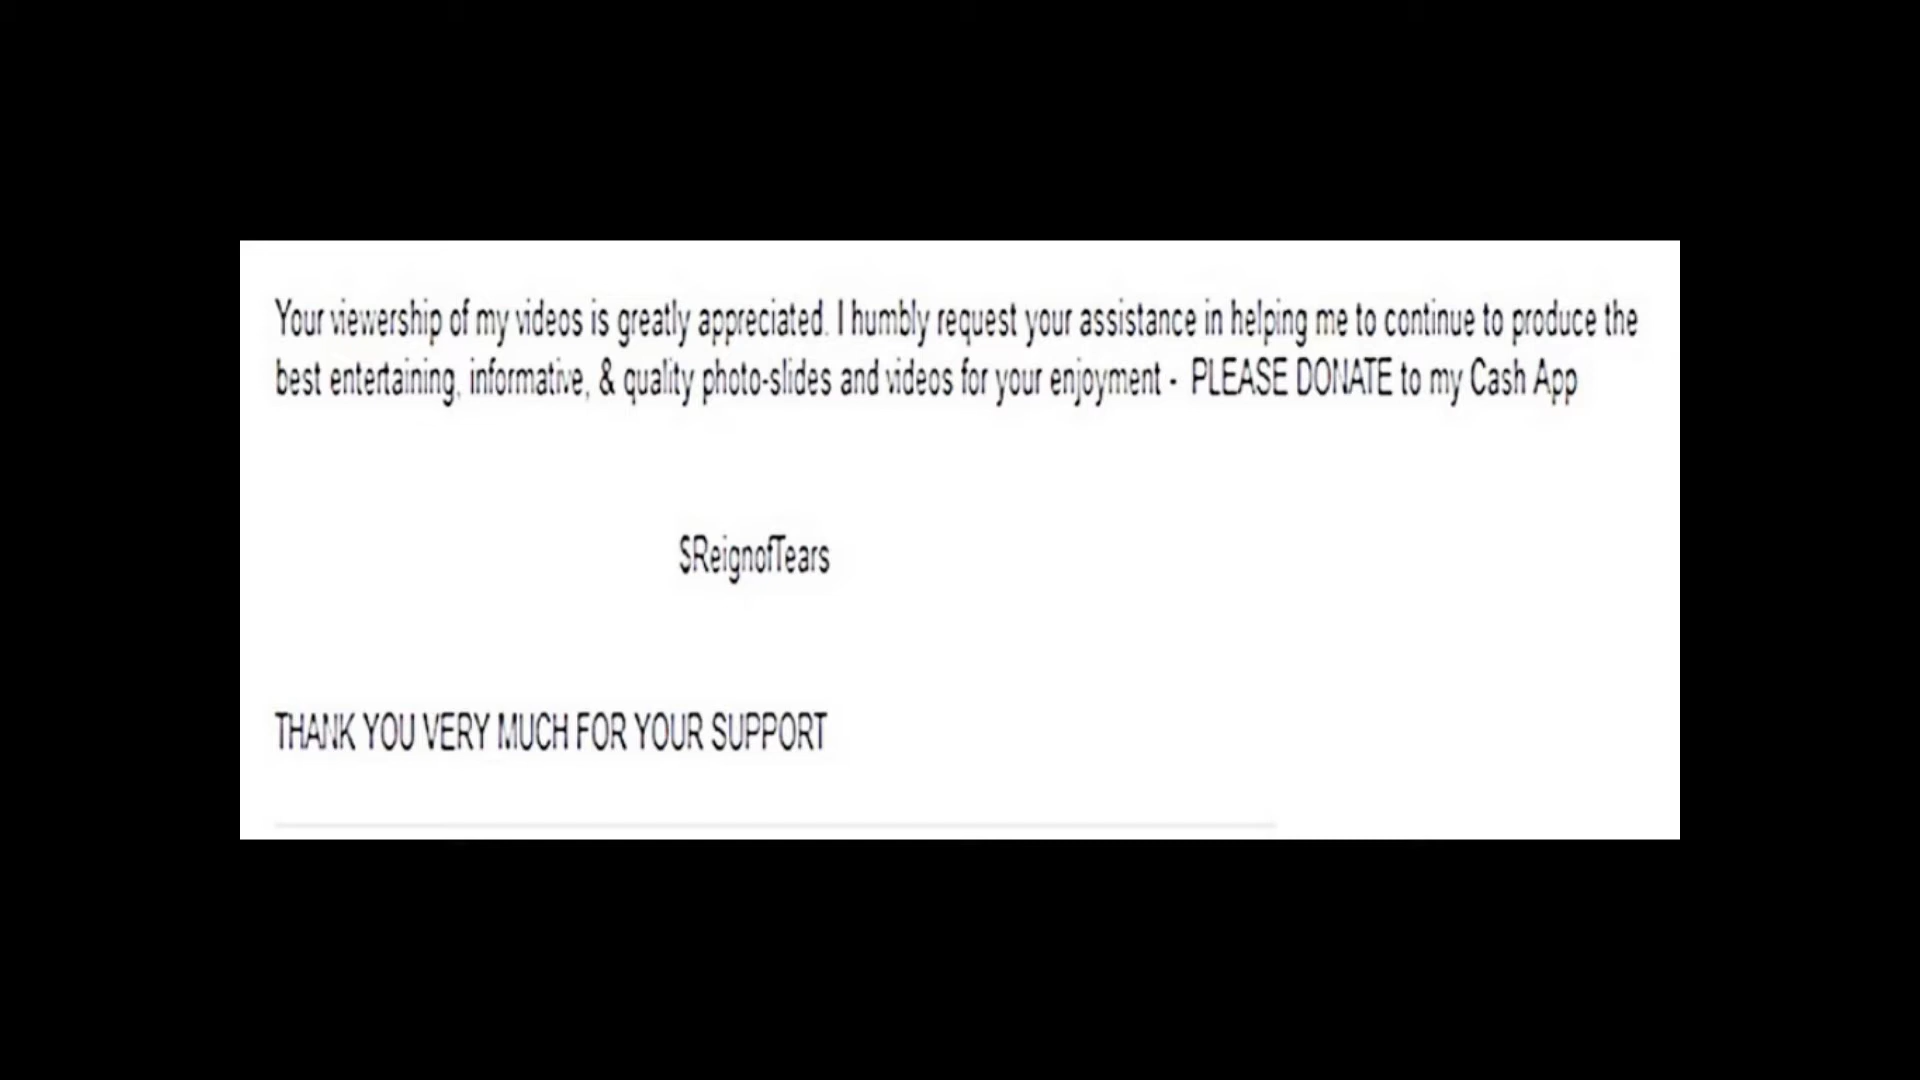 Your viewership of my videos is greatly appreciated. I humbly request your assistance in helping me to continue to produce the
best entertaining, informative, & quality photo-slides and videos for your enjoyment - PLEASE DONATE to my Cash App
$ReignofTears
THANK YOU VERY MUCH FOR YOUR SUPPORT